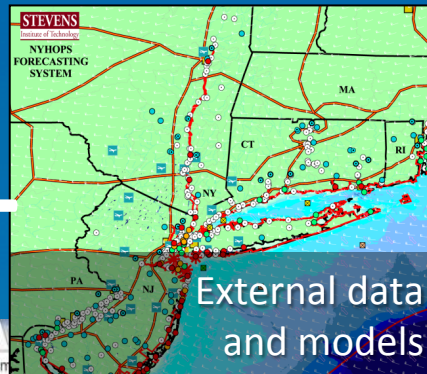 STEVENS
Institute of Technology
NYHOPS
FORECASTING
SYSTEM
MA
CT
RI
NY
PA
NJ
External data
and models